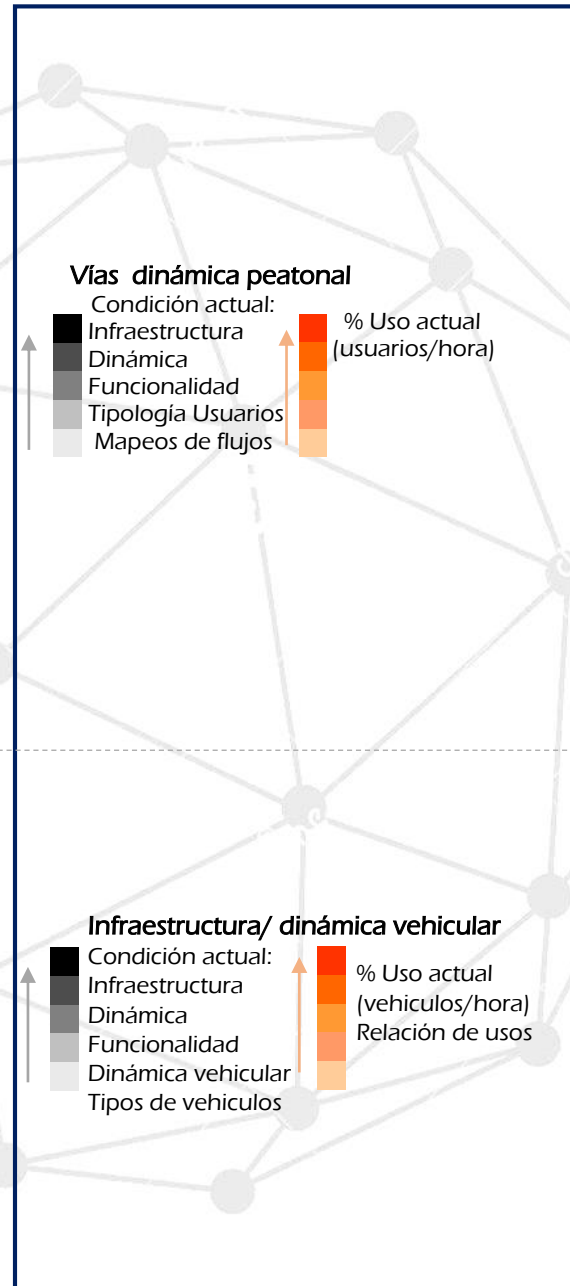 Vías dinámica peatonal
Condición actual:
Infraestructura
Dinámica
Funcionalidad
Tipología Usuarios
Mapeos de flujos
% Uso actual
(usuarios/hora)
Infraestructura/ dinámica vehicular
Condición actual:
Infraestructura
Dinámica
Funcionalidad
Dinámica vehicular
Tipos de vehiculos
% Uso actual
(vehiculos/hora)
Relación de usos